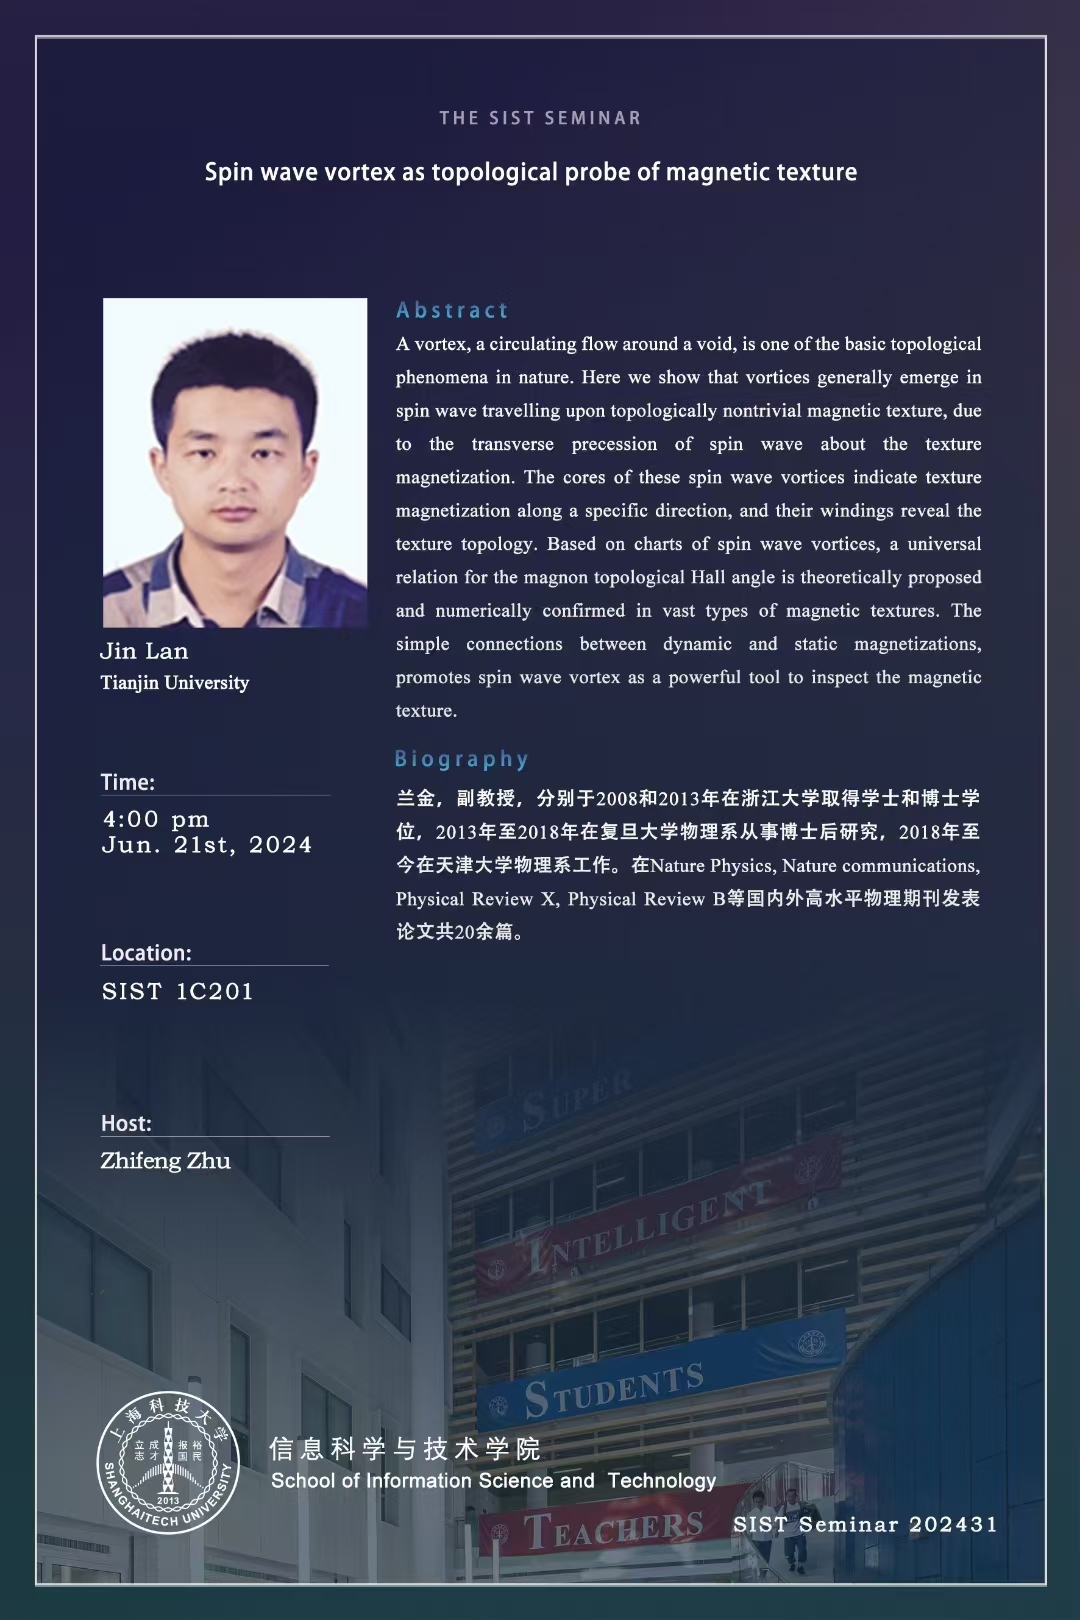 THE SIST SEMINAR
Spin wave vortex as topological probe of magnetic texture
Abstract
A vortex, a circulating flow around a void, is one of the basic topological
phenomena in nature. Here we show that vortices generally emerge in
spin wave travelling upon topologically nontrivial magnetic texture, due
to the transverse precession of spin wave about the texture
magnetization. The cores of these spin wave vortices indicate texture
magnetization along a specific direction, and their windings reveal the
texture topology. Based on charts of spin wave vortices, a universal
relation for the magnon topological Hall angle is theoretically proposed
and numerically confirmed in vast types of magnetic textures. The
simple connections between dynamic and static magnetizations,
promotes spin wave vortex as a powerful tool to inspect the magnetic
texture.
Biography
兰金，副教授，分别于2008和2013年在浙江大学取得学士和博士学
位，2013年至2018年在复旦大学物理系从事博士后研究，2018年至
今在天津大学物理系工作。在Nature Physics, Nature communications,
Physical Review X, Physical Review B等国内外高水平物理期刊发表
论文共20余篇。
Jin Lan
Tianjin University
Time:
4:00 pm
Jun. 21st, 2024
Location:
SIST 1C201
Host:
Zhifeng Zhu
SUPER
INTELLIGENT
STUDENTS
TEACHERS
上海科技大学
立成 报裕
志才 国民
2013
SHANGHAITECH UNIVERSITY
信息科学与技术学院
School of Information Science and Technology
SIST Seminar 202431